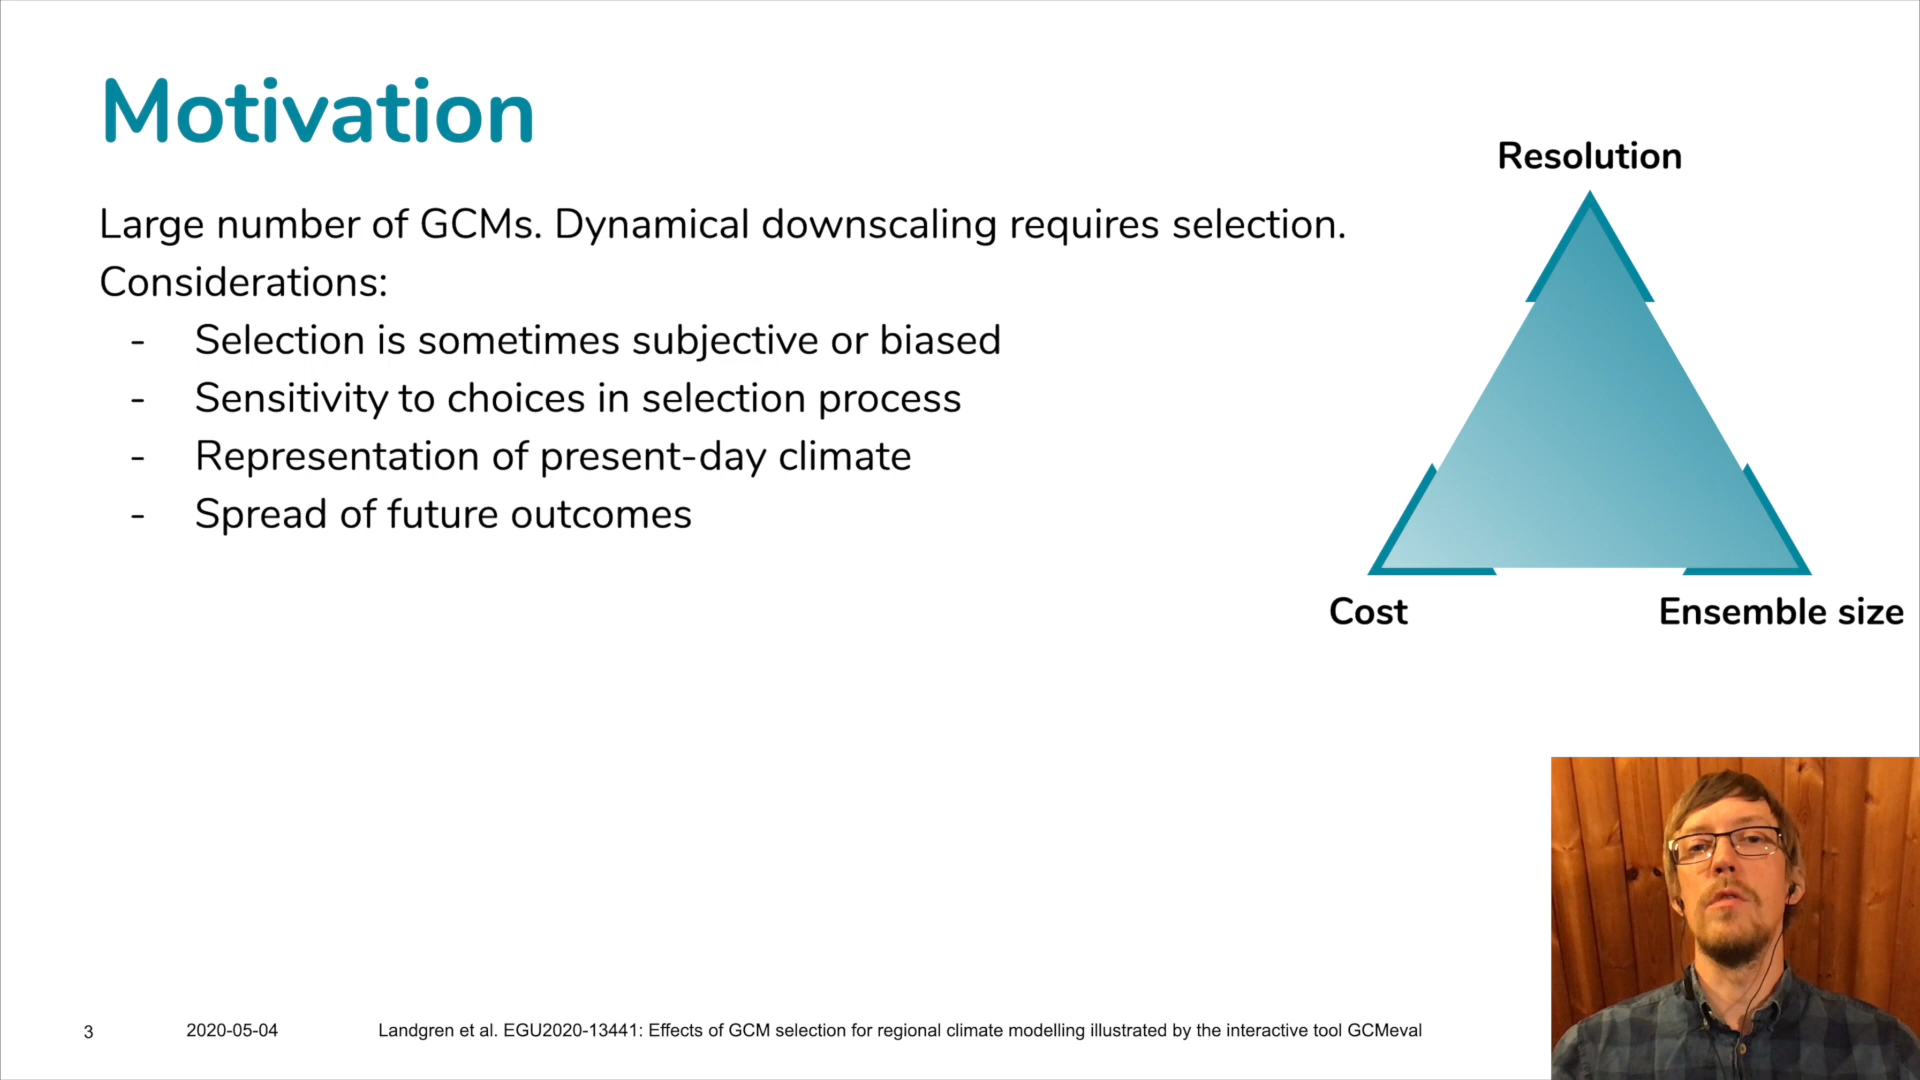 Motivation
Large number of GCMs. Dynamical downscaling requires selection.
Considerations:
- Selection is sometimes subjective or biased
- Sensitivity to choices in selection process
- Representation of present-day climate
- Spread of future outcomes
Resolution
Cost
Ensemble size
3
2020-05-04
Landgren et al. EGU2020-13441: Effects of GCM selection for regional climate modelling illustrated by the interactive tool GCMeval